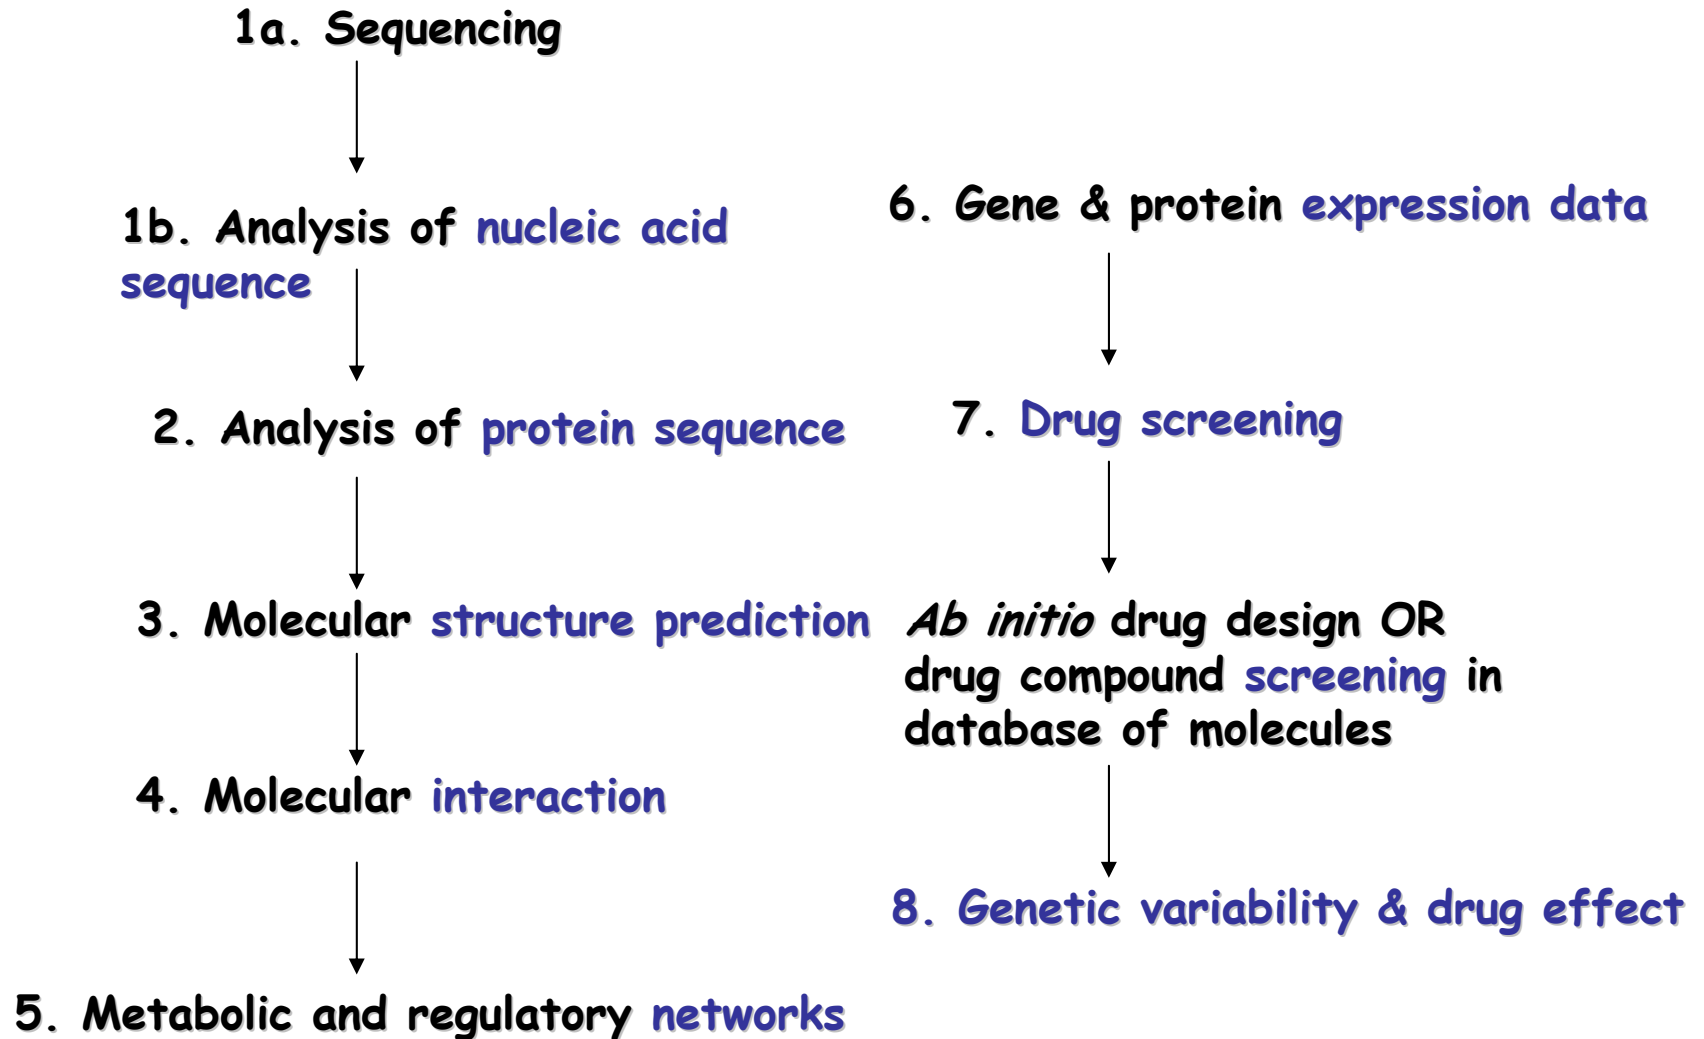 1a. Sequencing
1b. Analysis of nucleic acid
sequence
2. Analysis of protein sequence
3. Molecular structure prediction
4. Molecular interaction
5. Metabolic and regulatory networks
6. Gene & protein expression data
7. Drug screening
Ab initio drug design OR
drug compound screening in
database of molecules
8. Genetic variability & drug effect